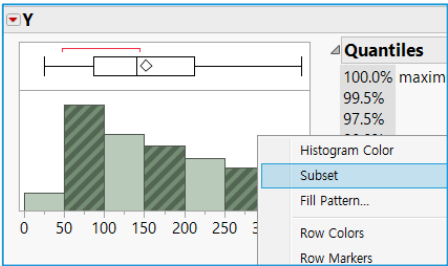 Y
Quantiles
100.0% maxim
99.5%
97.5%
Histogram Color
Subset
Fill Pattern...
Row Colors
Row Markers
0 50 100 150 200 250